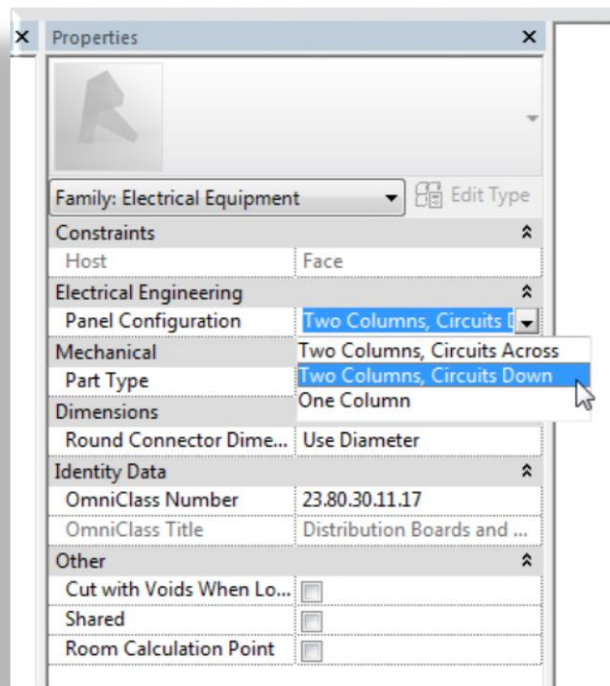 Properties
Family: Electrical Equipment Edit Type
Constraints
Host Face
Electrical Engineering
Panel Configuration Two Columns, Circuits
Mechanical Two Columns, Circuits Across
Part Type Two Columns, Circuits Down
Dimensions One Column
Round Connector Dime... Use Diameter
Identity Data
OmniClass Number 23.80.30.11.17
OmniClass Title Distribution Boards and ...
Other
Cut with Voids When Lo...
Shared
Room Calculation Point